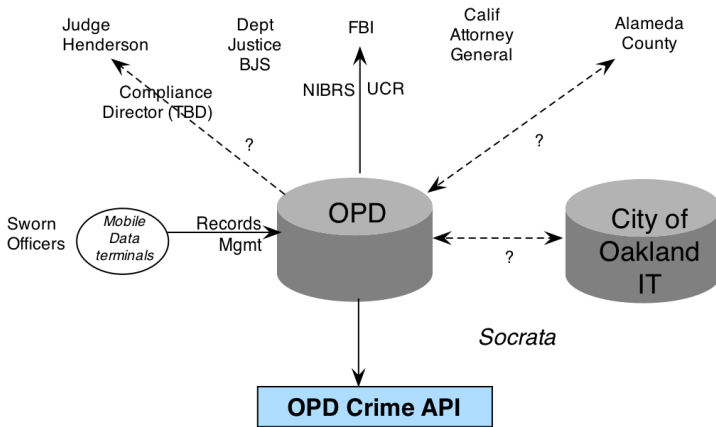 Judge
Henderson
Dept
Justice
BJS
FBI
Calif
Attorney
General
Alameda
County
Compliance
Director (TBD)
NIBRS
UCR
?
?
Sworn
Officers
Mobile
Data
terminals
Records
Mgmt
OPD
?
City of
Oakland
IT
Socrata
OPD Crime API